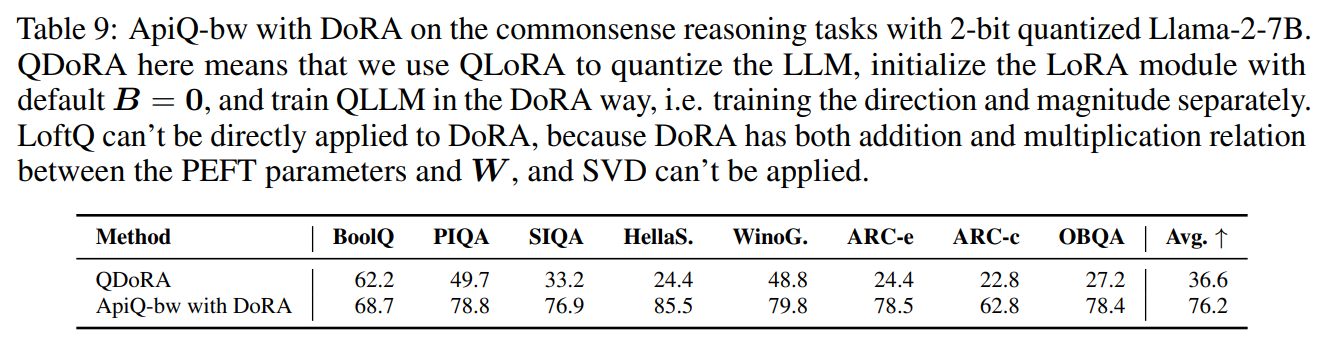 Table 9: ApiQ-bw with DoRA on the commonsense reasoning tasks with 2-bit quantized Llama-2-7B.
QDoRA here means that we use QLoRA to quantize the LLM, initialize the LoRA module with
default B = 0, and train QLLM in the DoRA way, i.e. training the direction and magnitude separately.
LoftQ can't be directly applied to DoRA, because DoRA has both addition and multiplication relation
between the PEFT parameters and W, and SVD can't be applied.
Method BoolQ PIQA SIQA HellaS. WinoG. ARC-e ARC-c OBQA Avg. ↑
QDoRA 62.2 49.7 33.2 24.4 48.8 24.4 22.8 27.2 36.6
ApiQ-bw with DoRA 68.7 78.8 76.9 85.5 79.8 78.5 62.8 78.4 76.2